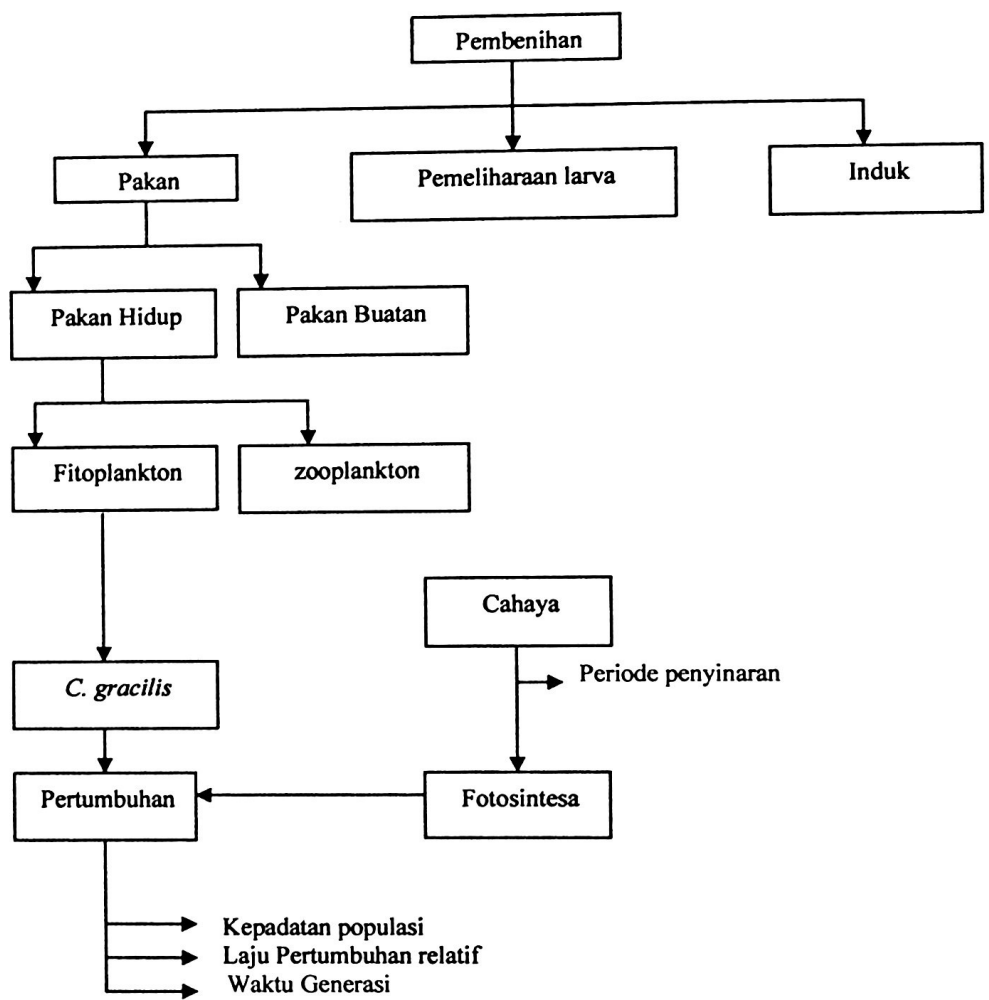 Pembenihan
Pakan
Pemeliharaan larva
Induk
Pakan Hidup
Pakan Buatan
Fitoplankton
zooplankton
Cahaya
Periode penyinaran
C. gracilis
Pertumbuhan
Fotosintesa
Kepadatan populasi
Laju Pertumbuhan relatif
Waktu Generasi